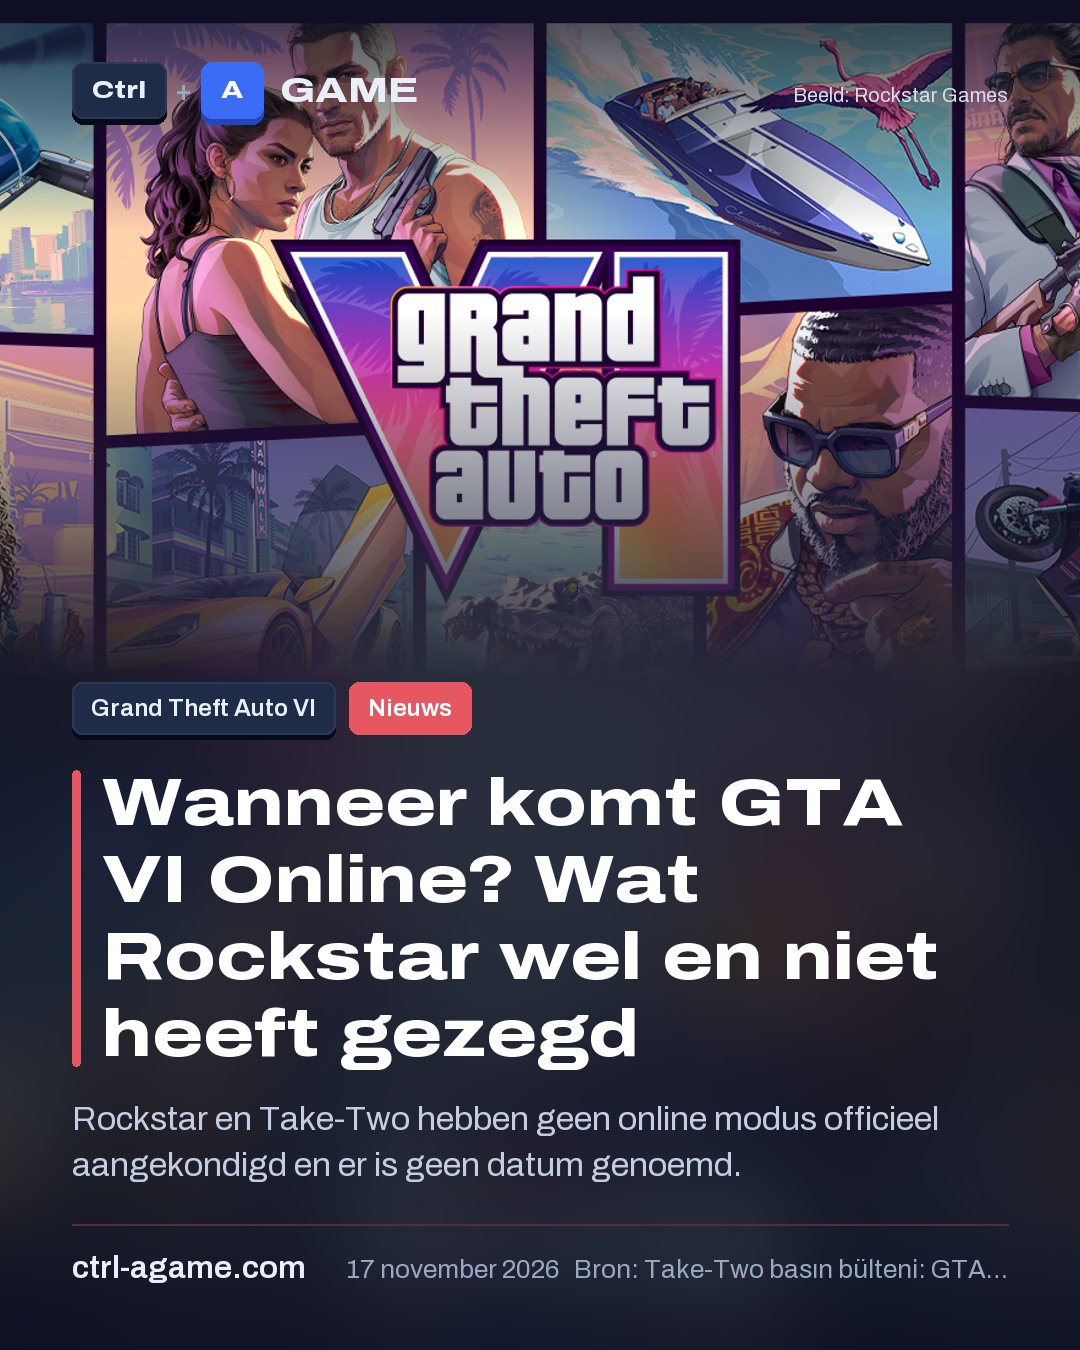 Ctrl + A GAME
Beeld: Rockstar Games
VI
grand
theft
auto
Grand Theft Auto VI
Nieuws
Wanneer komt GTA
VI Online? Wat
Rockstar wel en niet
heeft gezegd
Rockstar en Take-Two hebben geen online modus officieel
aangekondigd en er is geen datum genoemd.
ctrl-agame.com
17 november 2026 Bron: Take-Two basın bülteni: GTA...